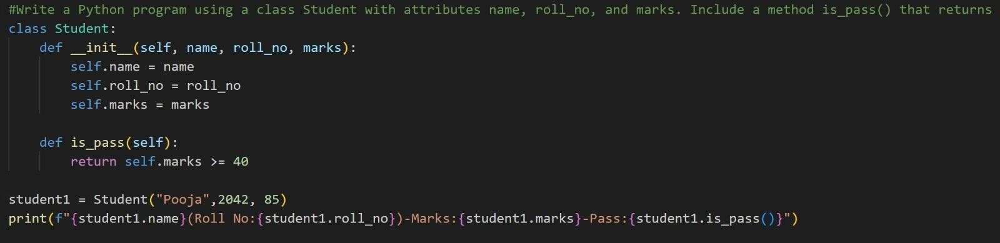 #Write a Python program using a class Student with attributes name, roll_no, and marks. Include a method is_pass() that returns
class Student:
    def __init__(self, name, roll_no, marks):
        self.name = name
        self.roll_no = roll_no
        self.marks = marks
    def is_pass(self):
        return self.marks >= 40
student1 = Student("Pooja",2042, 85)
print(f"{student1.name}(Roll No:{student1.roll_no})-Marks:{student1.marks}-Pass:{student1.is_pass()}")